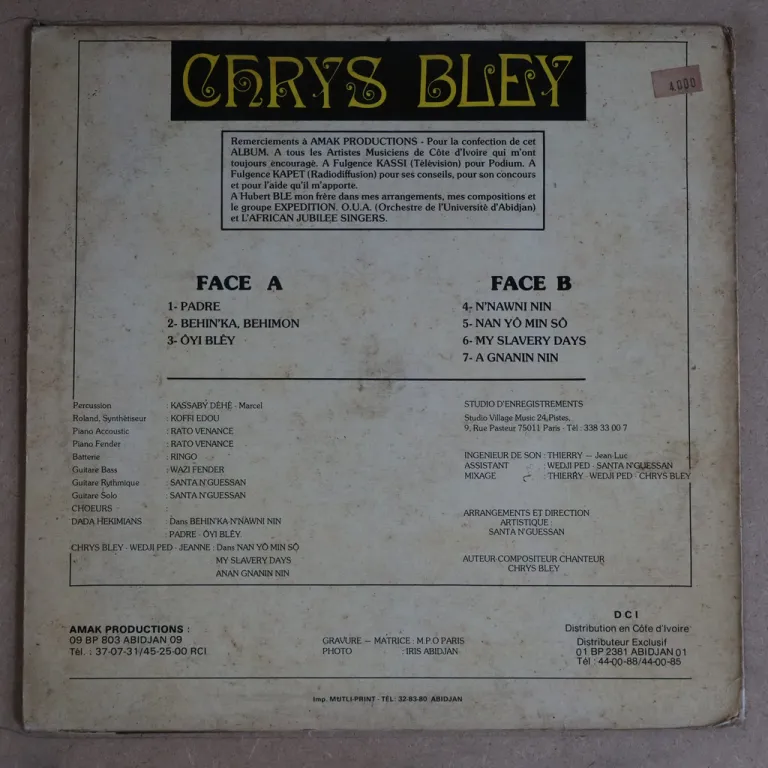 CHRYS BLEY
4000
Remerciements à AMAK PRODUCTIONS - Pour la confection de cet
ALBUM. A tous les Artistes Musiciens de Côte d'Ivoire qui m'ont
toujours encouragé. A Fulgence KASSI (Télévision) pour Podium. A
Fulgence KAPET (Radiodiffusion) pour ses conseils, pour son concours
et pour l'aide qu'il m'apporte.
A Hubert BLE mon frère dans mes arrangements, mes compositions et
le groupe EXPEDITION. O.U.A. (Orchestre de l'Université d'Abidjan)
et L'AFRICAN JUBILEE SINGERS.
FACE A
1- PADRE
2- BEHIN'KA, BEHIMON
3- ÔYI BLÊY
FACE B
4- N'NAWNI NIN
5- NAN YÔ MIN SÔ
6- MY SLAVERY DAYS
7- A GNANIN NIN
Percussion : KASSABY DÉHÉ - Marcel
Roland, Synthétiseur : KOFFI EDOU
Piano Accoustic : RATO VENANCE
Piano Fender : RATO VENANCE
Batterie : RINGO
Guitare Bass : WAZI FENDER
Guitare Rythmique : SANTA N'GUESSAN
Guitare Solo : SANTA N'GUESSAN
CHOEURS :
DADA HEKIMIANS : Dans BEHIN'KA N'NAWNI NIN
: PADRE - ÔYI BLÊY
CHRYS BLEY - WEDJI PED - JEANNE : Dans NAN YÔ MIN SÔ
MY SLAVERY DAYS
ANAN GNANIN NIN
STUDIO D'ENREGISTREMENTS
Studio Village Music 24 Pistes,
9, Rue Pasteur 75011 Paris - Tél : 338 33 00 7
INGENIEUR DE SON : THIERRY — Jean Luc
ASSISTANT : WEDJI PED - SANTA N'GUESSAN
MIXAGE : THIERRY - WEDJI PED - CHRYS BLEY
ARRANGEMENTS ET DIRECTION
ARTISTIQUE :
SANTA N'GUESSAN
AUTEUR-COMPOSITEUR CHANTEUR
CHRYS BLEY
AMAK PRODUCTIONS :
09 BP 803 ABIDJAN 09
Tél. : 37-07-31/45-25-00 RCI
GRAVURE — MATRICE : M.P.O PARIS
PHOTO : IRIS ABIDJAN
D C I
Distribution en Côte d'Ivoire
Distributeur Exclusif
01 BP 2381 ABIDJAN 01
Tél : 44-00-88/44-00-85
Imp. MUTLI-PRINT - TÉL : 32-83-80 ABIDJAN